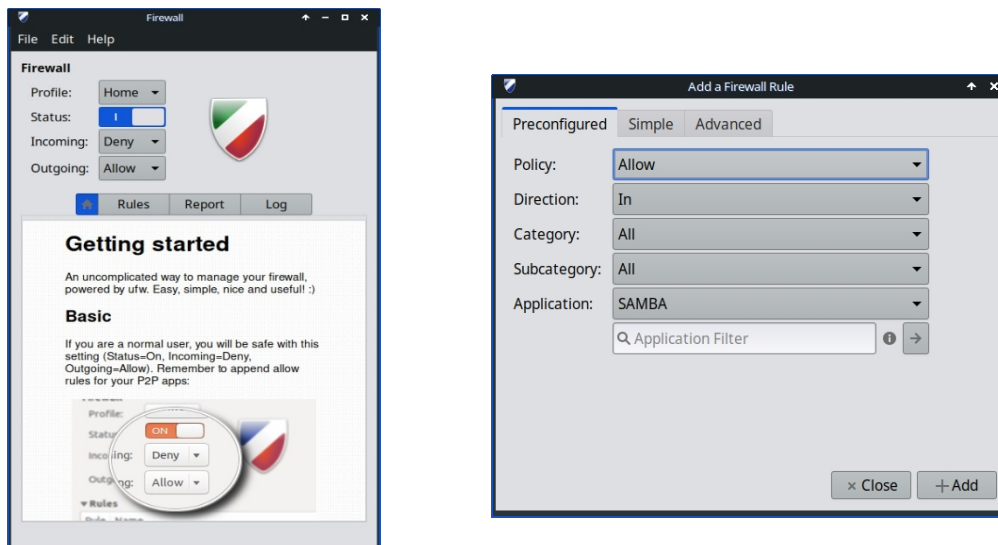 Firewall
File Edit Help
Firewall
Profile: Home
Status:
Incoming: Deny
Outgoing: Allow
Rules Report Log
Getting started
An uncomplicated way to manage your firewall,
powered by ufw. Easy, simple, nice and useful! :)
Basic
If you are a normal user, you will be safe with this
setting (Status=On, Incoming=Deny,
Outgoing=Allow). Remember to append allow
rules for your P2P apps:
Profile:
ON
Deny
Allow
Rules
Add a Firewall Rule
Preconfigured Simple Advanced
Policy: Allow
Direction: In
Category: All
Subcategory: All
Application: SAMBA
Application Filter
Close
Add